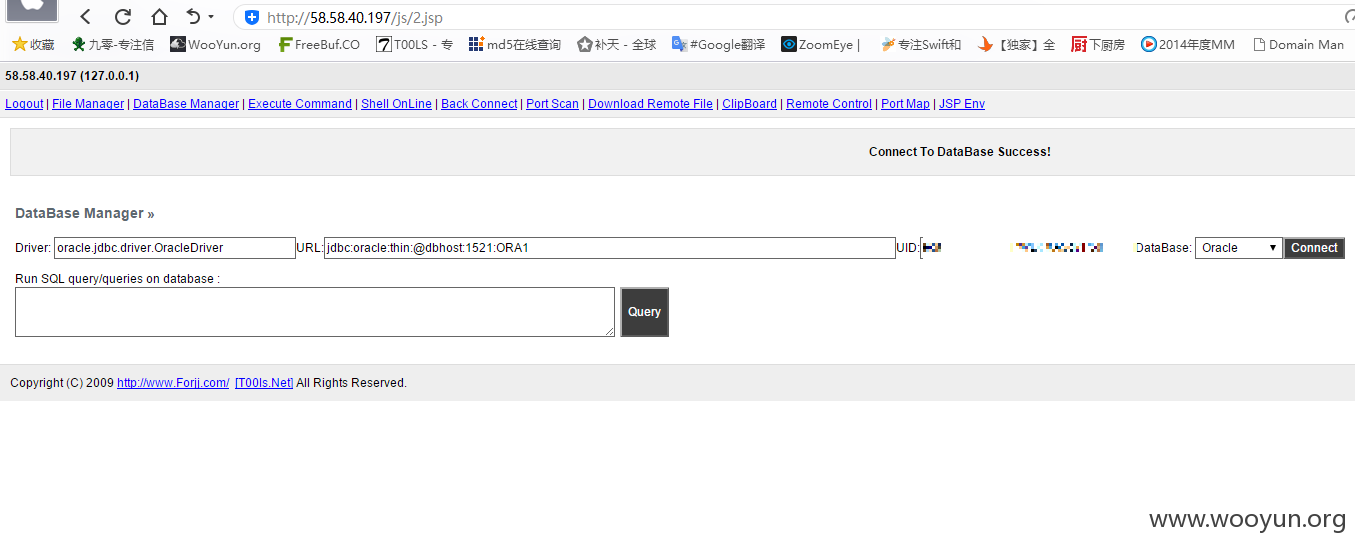 http://58.58.40.197/js/2.jsp
收藏 九零-专注信 WooYun.org FreeBuf.CO T00LS - 专 md5在线查询 补天 - 全球 #Google翻译 ZoomEye | 专注Swift和 【独家】全 下厨房 2014年度MM Domain Man
58.58.40.197 (127.0.0.1)
Logout | File Manager | DataBase Manager | Execute Command | Shell OnLine | Back Connect | Port Scan | Download Remote File | ClipBoard | Remote Control | Port Map | JSP Env
Connect To DataBase Success!
DataBase Manager »
Driver: oracle.jdbc.driver.OracleDriver URL: jdbc:oracle:thin:@dbhost:1521:ORA1 UID: DataBase: Oracle Connect
Run SQL query/queries on database :
Query
Copyright (C) 2009 http://www.Forjj.com/ [T00ls.Net] All Rights Reserved.
www.wooyun.org